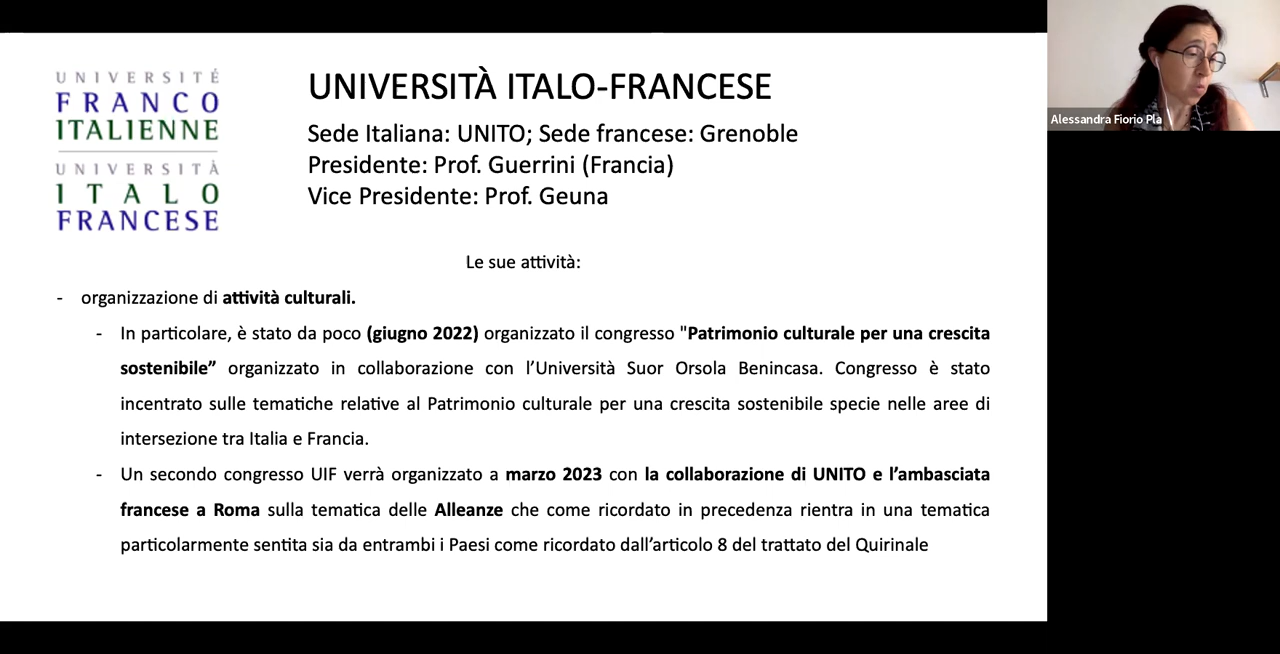 UNIVERSITÉ
FRANCO
ITALIENNE
UNIVERSITÀ
ITALO
FRANCESE
UNIVERSITÀ ITALO-FRANCESE
Sede Italiana: UNITO; Sede francese: Grenoble
Presidente: Prof. Guerrini (Francia)
Vice Presidente: Prof. Geuna
Le sue attività:
- organizzazione di attività culturali.
- In particolare, è stato da poco (giugno 2022) organizzato il congresso "Patrimonio culturale per una crescita
sostenibile” organizzato in collaborazione con l’Università Suor Orsola Benincasa. Congresso è stato
incentrato sulle tematiche relative al Patrimonio culturale per una crescita sostenibile specie nelle aree di
intersezione tra Italia e Francia.
- Un secondo congresso UIF verrà organizzato a marzo 2023 con la collaborazione di UNITO e l’ambasciata
francese a Roma sulla tematica delle Alleanze che come ricordato in precedenza rientra in una tematica
particolarmente sentita sia da entrambi i Paesi come ricordato dall’articolo 8 del trattato del Quirinale
Alessandra Fiorio Pla